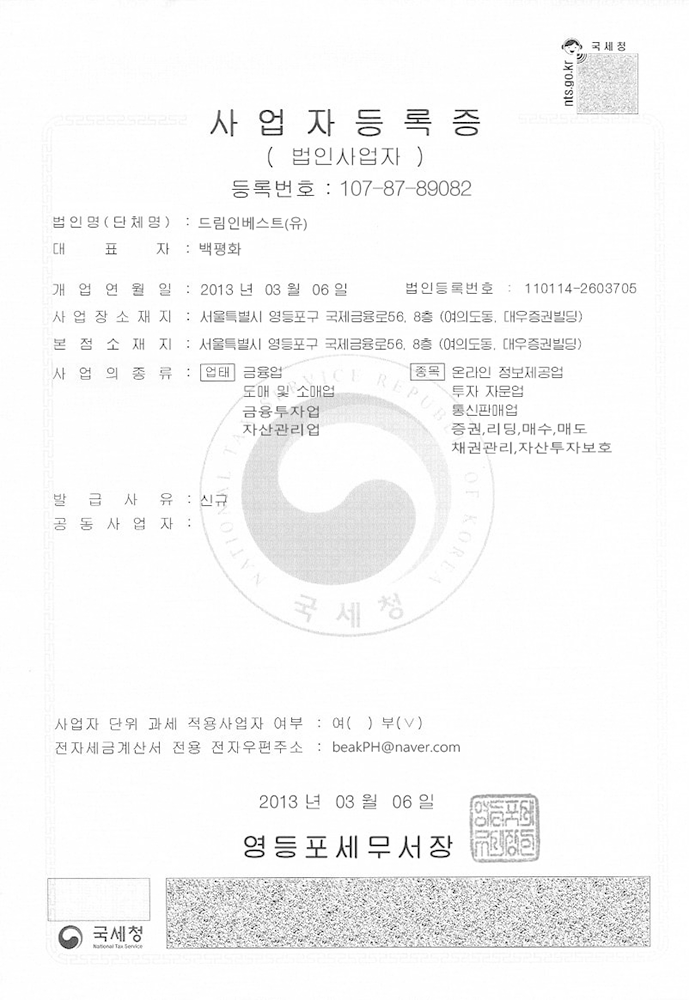 국세청
nts.go.kr
사업자등록증
( 법인사업자 )
등록번호 : 107-87-89082
법인명(단체명) : 드림인베스트(유)
대 표 자 : 백평화
개 업 연 월 일 : 2013 년 03 월 06 일 법인등록번호 : 110114-2603705
사 업 장 소 재 지 : 서울특별시 영등포구 국제금융로56, 8층 (여의도동, 대우증권빌딩)
본 점 소 재 지 : 서울특별시 영등포구 국제금융로56, 8층 (여의도동, 대우증권빌딩)
사 업 의 종 류 : 업태 금융업 종목 온라인 정보제공업
도매 및 소매업 투자 자문업
금융투자업 통신판매업
자산관리업 증권,리딩,매수,매도
채권관리,자산투자보호
NATIONAL TAX SERVICE REPUBLIC OF KOREA
발 급 사 유 : 신규
공 동 사 업 자 :
국세청
사업자 단위 과세 적용사업자 여부 : 여( ) 부(∨)
전자세금계산서 전용 전자우편주소 : beakPH@naver.com
2013 년 03 월 06 일
영등포세무서장
국세청
National Tax Service